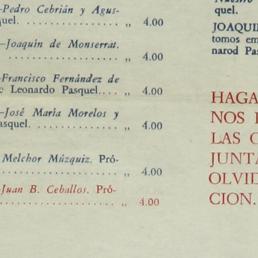 -Pedro Cebrián y Agus-
quel. ,, 4.00
-Joaquín de Monserrat.
,, 4.00
-Francisco Fernández de
Leonardo Pasquel... ,, 4.00
-José María Morelos y
asquel. ,, 4.00
Melchor Múzquiz. Pró-
,, 4.00
-Juan B. Ceballos. Pró-
,, 4.00
quel.
JOAQUI
tomos em
narod Pas
HAGA
NOS
LAS
JUNTA
OLVID
CION.